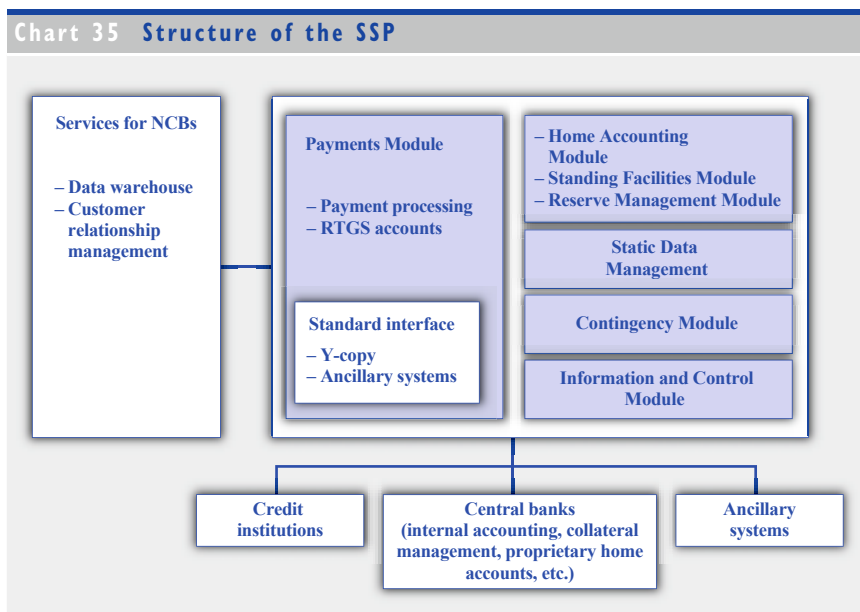 Chart 35 Structure of the SSP
Services for NCBs
– Data warehouse
– Customer
relationship
management
Payments Module
– Payment processing
– RTGS accounts
Standard interface
– Y-copy
– Ancillary systems
– Home Accounting
Module
– Standing Facilities Module
– Reserve Management Module
Static Data
Management
Contingency Module
Information and Control
Module
Credit
institutions
Central banks
(internal accounting, collateral
management, proprietary home
accounts, etc.)
Ancillary
systems